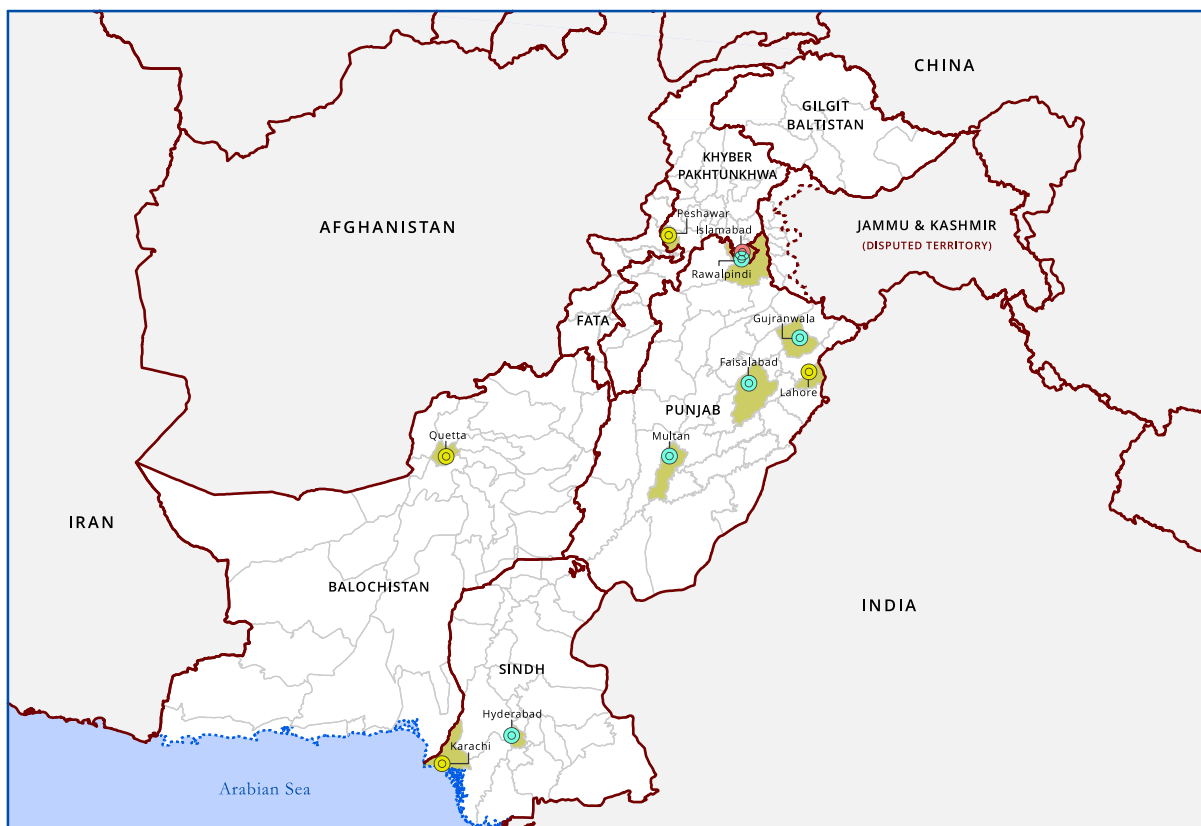 CHINA
GILGIT
BALTISTAN
KHYBER
PAKHTUNKHWA
Peshawar
Islamabad
AFGHANISTAN
JAMMU & KASHMIR
(DISPUTED TERRITORY)
Rawalpindi
FATA
Gujranwala
Faisalabad
Lahore
PUNJAB
Quetta
Multan
IRAN
BALOCHISTAN
INDIA
SINDH
Hyderabad
Karachi
Arabian Sea